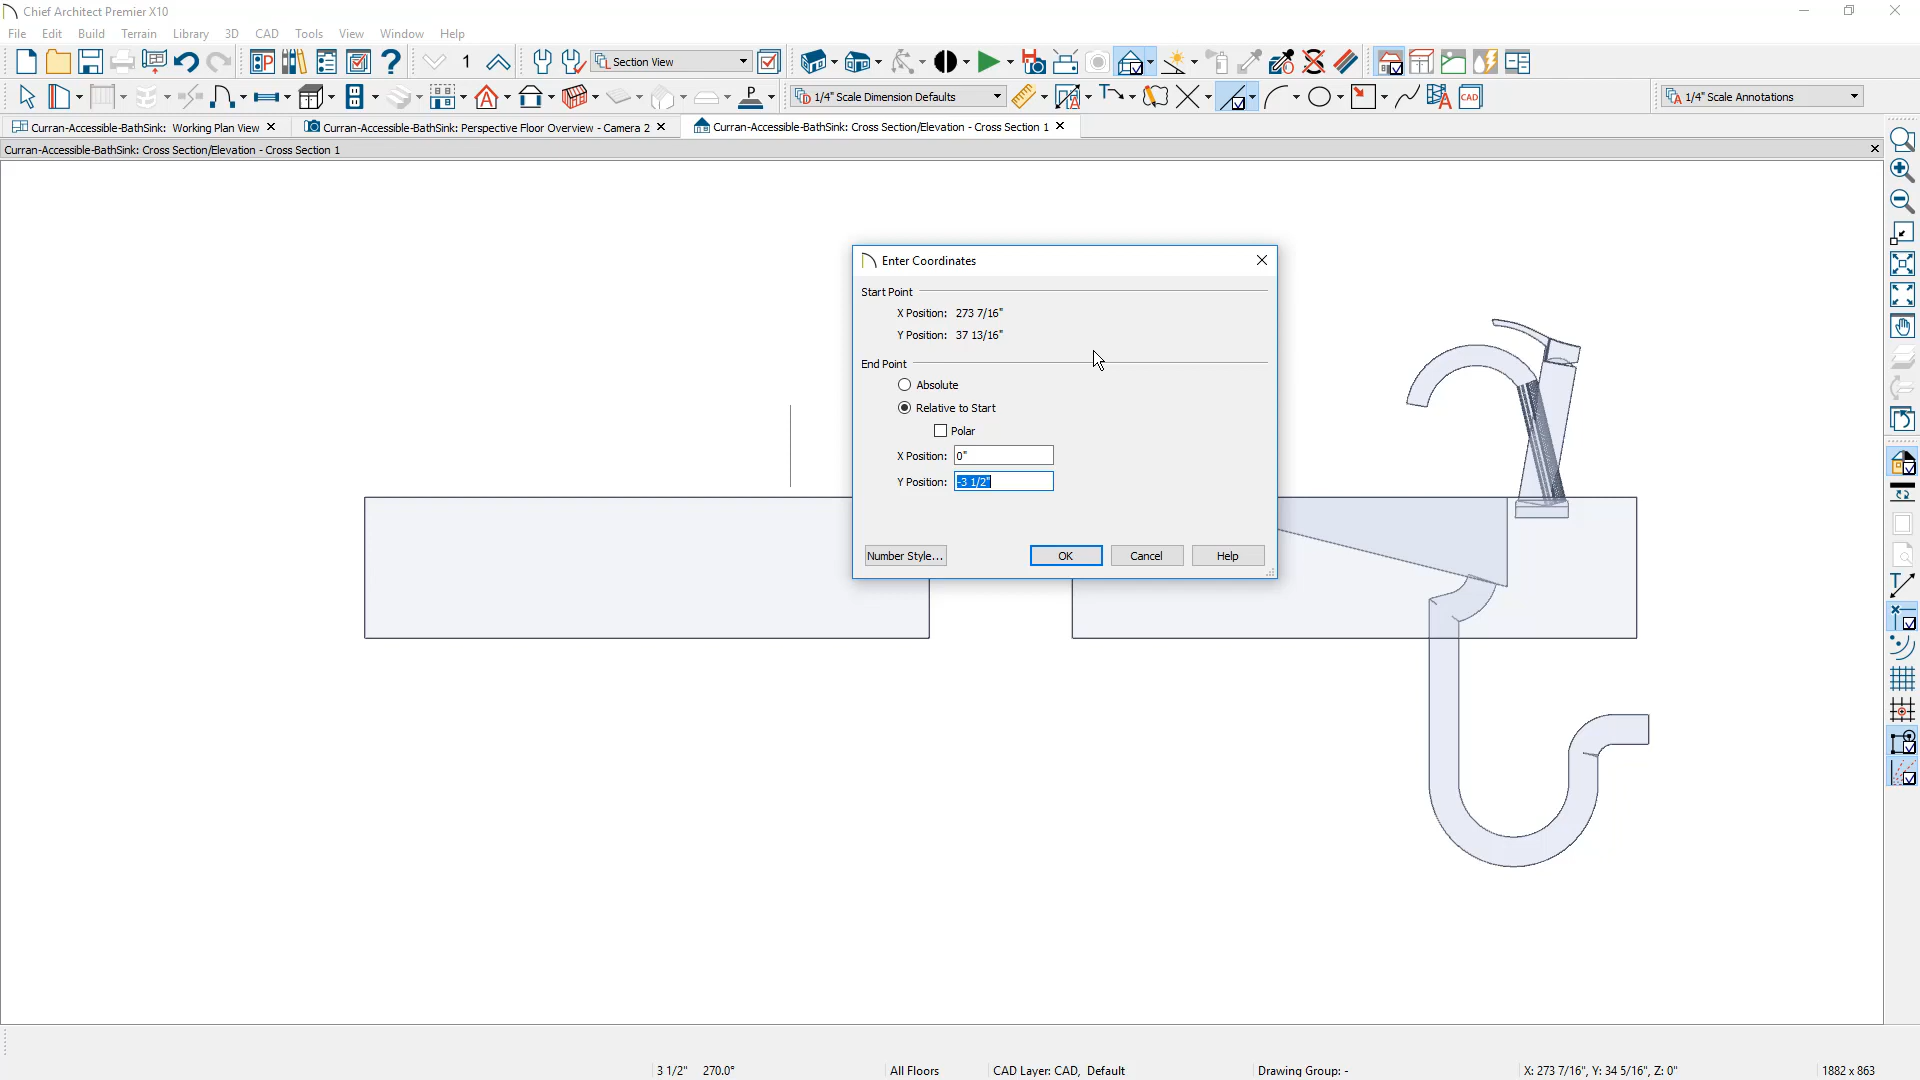 Chief Architect Premier X10
File Edit Build Terrain Library 3D CAD Tools View Window Help
1 Section View
P 1/4" Scale Dimension Defaults CAD 1/4" Scale Annotations
Curran-Accessible-BathSink: Working Plan View Curran-Accessible-BathSink: Perspective Floor Overview - Camera 2 Curran-Accessible-BathSink: Cross Section/Elevation - Cross Section 1
Curran-Accessible-BathSink: Cross Section/Elevation - Cross Section 1
Enter Coordinates
Start Point
X Position: 273 7/16"
Y Position: 37 13/16"
End Point
Absolute
Relative to Start
Polar
X Position: 0"
Y Position: -3 1/2"
Number Style... OK Cancel Help
3 1/2" 270.0° All Floors CAD Layer: CAD, Default Drawing Group: - X: 273 7/16", Y: 34 5/16", Z: 0" 1882 x 863